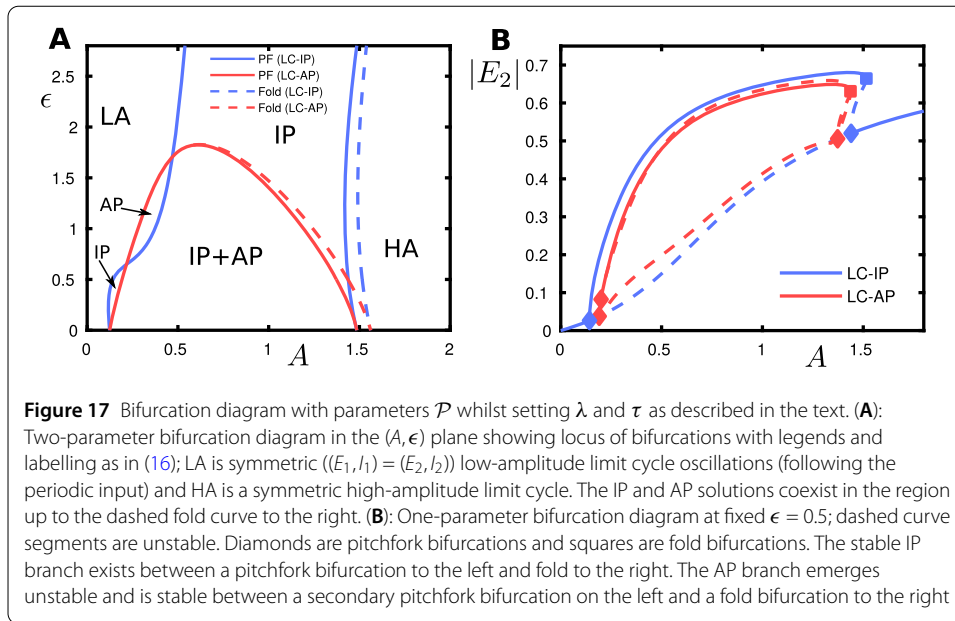 A
2.5
2
1.5
1
0.5
0
ϵ
LA
AP
IP
IP
IP+AP
HA
PF (LC-IP)
PF (LC-AP)
Fold (LC-IP)
Fold (LC-AP)
0 0.5 1 1.5 2
A
B
|E2|
0.7
0.6
0.5
0.4
0.3
0.2
0.1
0
LC-IP
LC-AP
0 0.5 1 1.5
A
Figure 17 Bifurcation diagram with parameters 𝒫 whilst setting λ and τ as described in the text. (A):
Two-parameter bifurcation diagram in the (A, ϵ) plane showing locus of bifurcations with legends and
labelling as in (16); LA is symmetric ((E1, I1) = (E2, I2)) low-amplitude limit cycle oscillations (following the
periodic input) and HA is a symmetric high-amplitude limit cycle. The IP and AP solutions coexist in the region
up to the dashed fold curve to the right. (B): One-parameter bifurcation diagram at fixed ϵ = 0.5; dashed curve
segments are unstable. Diamonds are pitchfork bifurcations and squares are fold bifurcations. The stable IP
branch exists between a pitchfork bifurcation to the left and fold to the right. The AP branch emerges
unstable and is stable between a secondary pitchfork bifurcation on the left and a fold bifurcation to the right